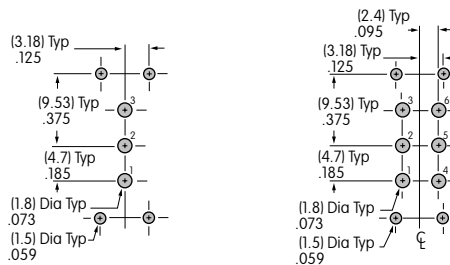 (3.18) Typ
.125
(9.53) Typ
.375
(4.7) Typ
.185
(1.8) Dia Typ
.073
(1.5) Dia Typ
.059
3
2
1
(2.4) Typ
.095
(3.18) Typ
.125
(9.53) Typ
.375
(4.7) Typ
.185
(1.8) Dia Typ
.073
(1.5) Dia Typ
.059
3 6
2 5
1 4
℄